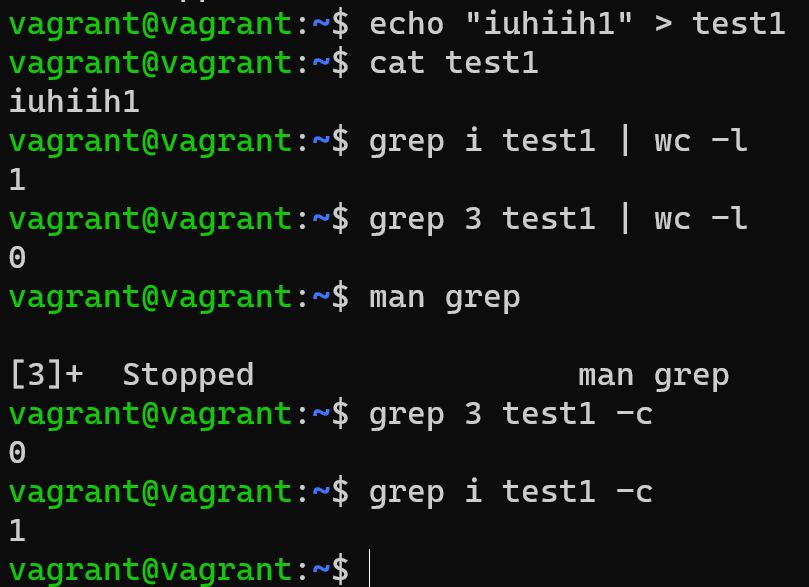 vagrant@vagrant:~$ echo "iuhiih1" > test1
vagrant@vagrant:~$ cat test1
iuhiih1
vagrant@vagrant:~$ grep i test1 | wc -l
1
vagrant@vagrant:~$ grep 3 test1 | wc -l
0
vagrant@vagrant:~$ man grep

[3]+  Stopped                 man grep
vagrant@vagrant:~$ grep 3 test1 -c
0
vagrant@vagrant:~$ grep i test1 -c
1
vagrant@vagrant:~$